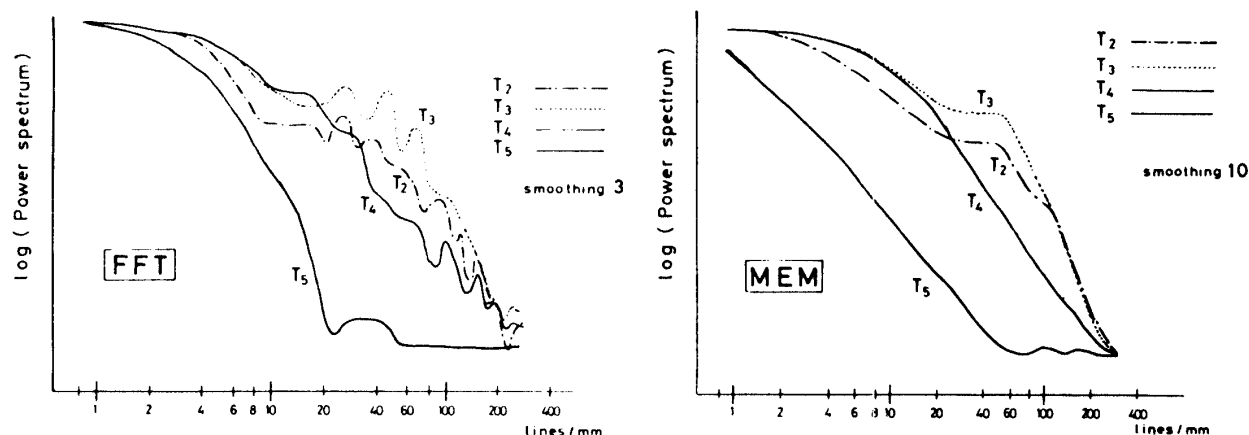 log ( Power spectrum)
T2
T3
T4
T5
smoothing 3
T3
T2
T4
T5
FFT
1 2 4 6 8 10 20 40 60 100 200 400
lines / mm
log ( Power spectrum)
T2
T3
T4
T5
smoothing 10
T3
T2
T4
T5
MEM
1 2 4 6 8 10 20 40 60 100 200 400
lines / mm